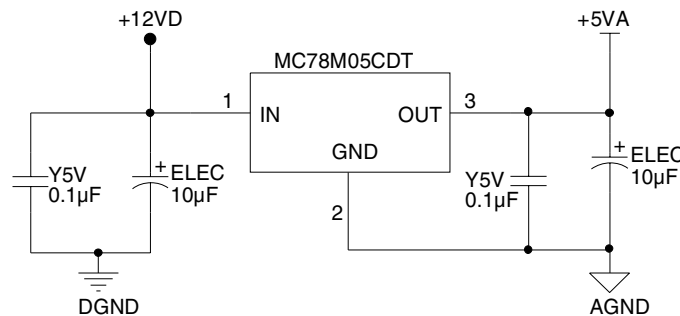 +12VD
+5VA
MC78M05CDT
1
IN
OUT
3
GND
Y5V
0.1µF
+
ELEC
10µF
2
Y5V
0.1µF
+
ELEC
10µF
DGND
AGND